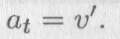 a_t = v'.